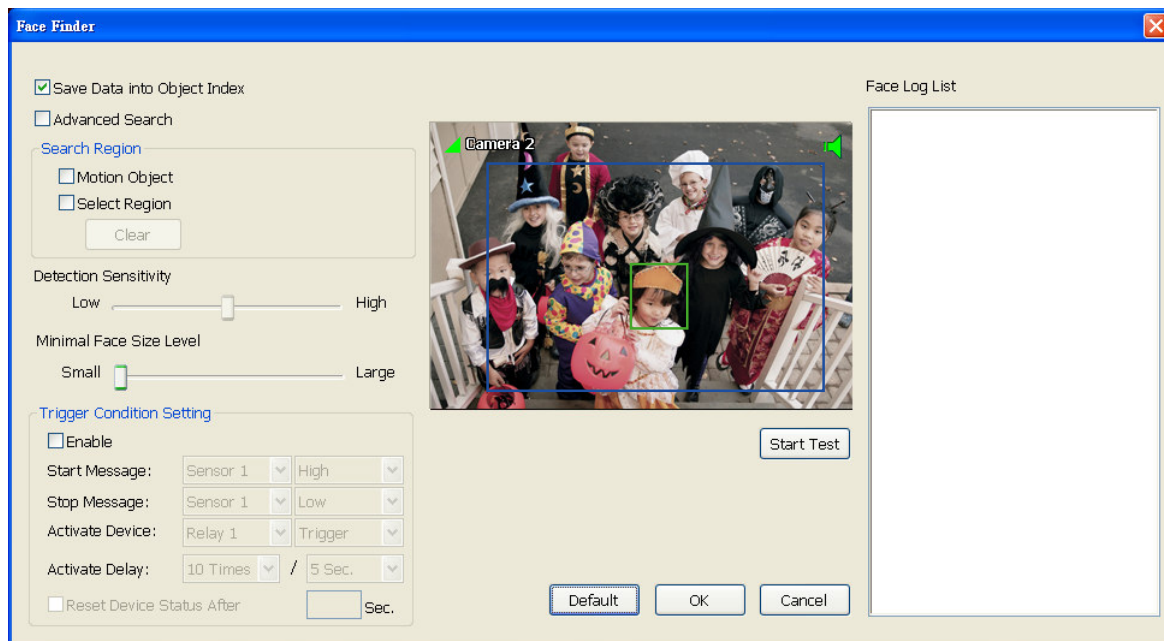 Face Finder
Save Data into Object Index
Advanced Search
Search Region
Motion Object
Select Region
Clear
Detection Sensitivity
Low High
Minimal Face Size Level
Small Large
Trigger Condition Setting
Enable
Start Message: Sensor 1 High
Stop Message: Sensor 1 Low
Activate Device: Relay 1 Trigger
Activate Delay: 10 Times / 5 Sec.
Reset Device Status After Sec.
Camera 2
Start Test
Default OK Cancel
Face Log List